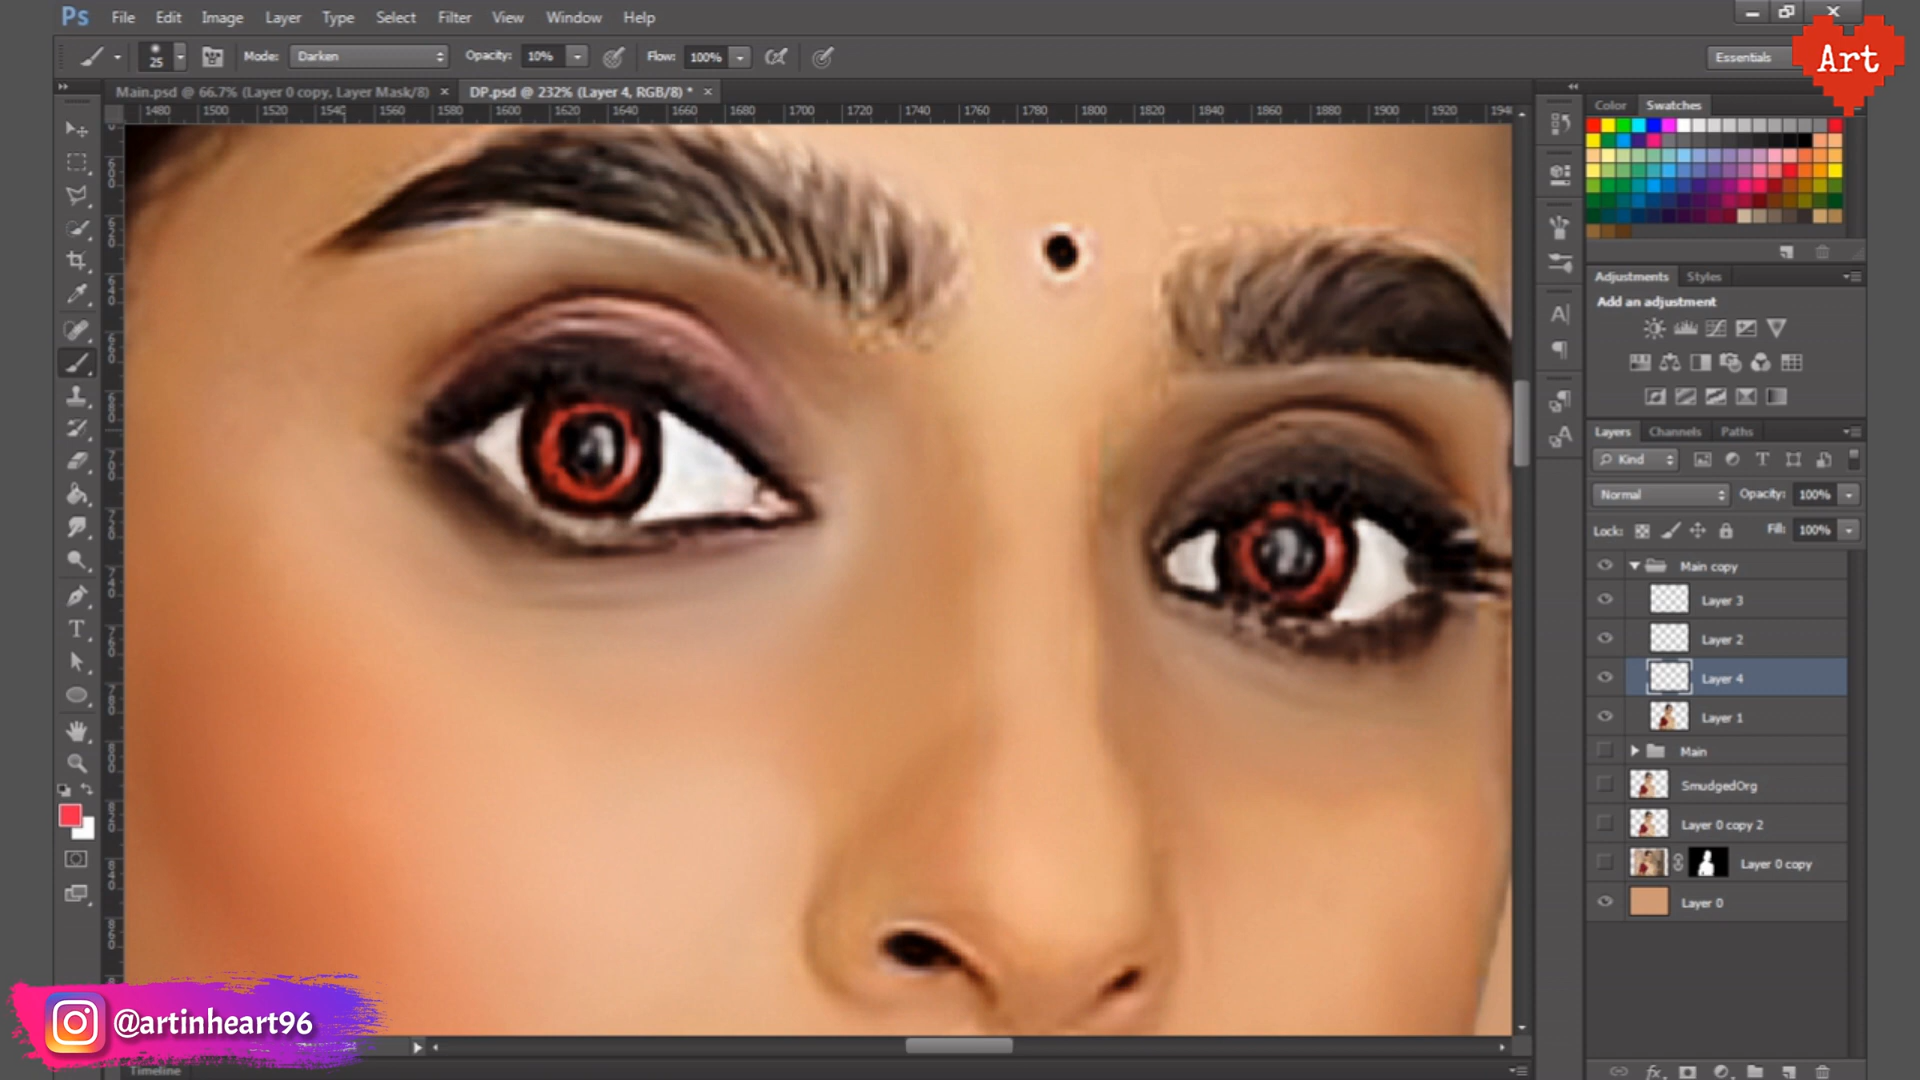 Ps File Edit Image Layer Type Select Filter View Window Help
25 Mode: Darken Opacity: 10% Flow: 100% Essentials
Art
Main.psd @ 66.7% (Layer 0 copy, Layer Mask/8) × DP.psd @ 232% (Layer 4, RGB/8) * ×
1480 1500 1520 1540 1560 1580 1600 1620 1640 1660 1680 1700 1720 1740 1760 1780 1800 1820 1840 1860 1880 1900 1920
Color Swatches
Adjustments Styles
Add an adjustment
Layers Channels Paths
Kind
Normal Opacity: 100%
Lock: Fill: 100%
Main copy
Layer 3
Layer 2
Layer 4
Layer 1
Main
SmudgedOrg
Layer 0 copy 2
Layer 0 copy
Layer 0
@artinheart96
Timeline